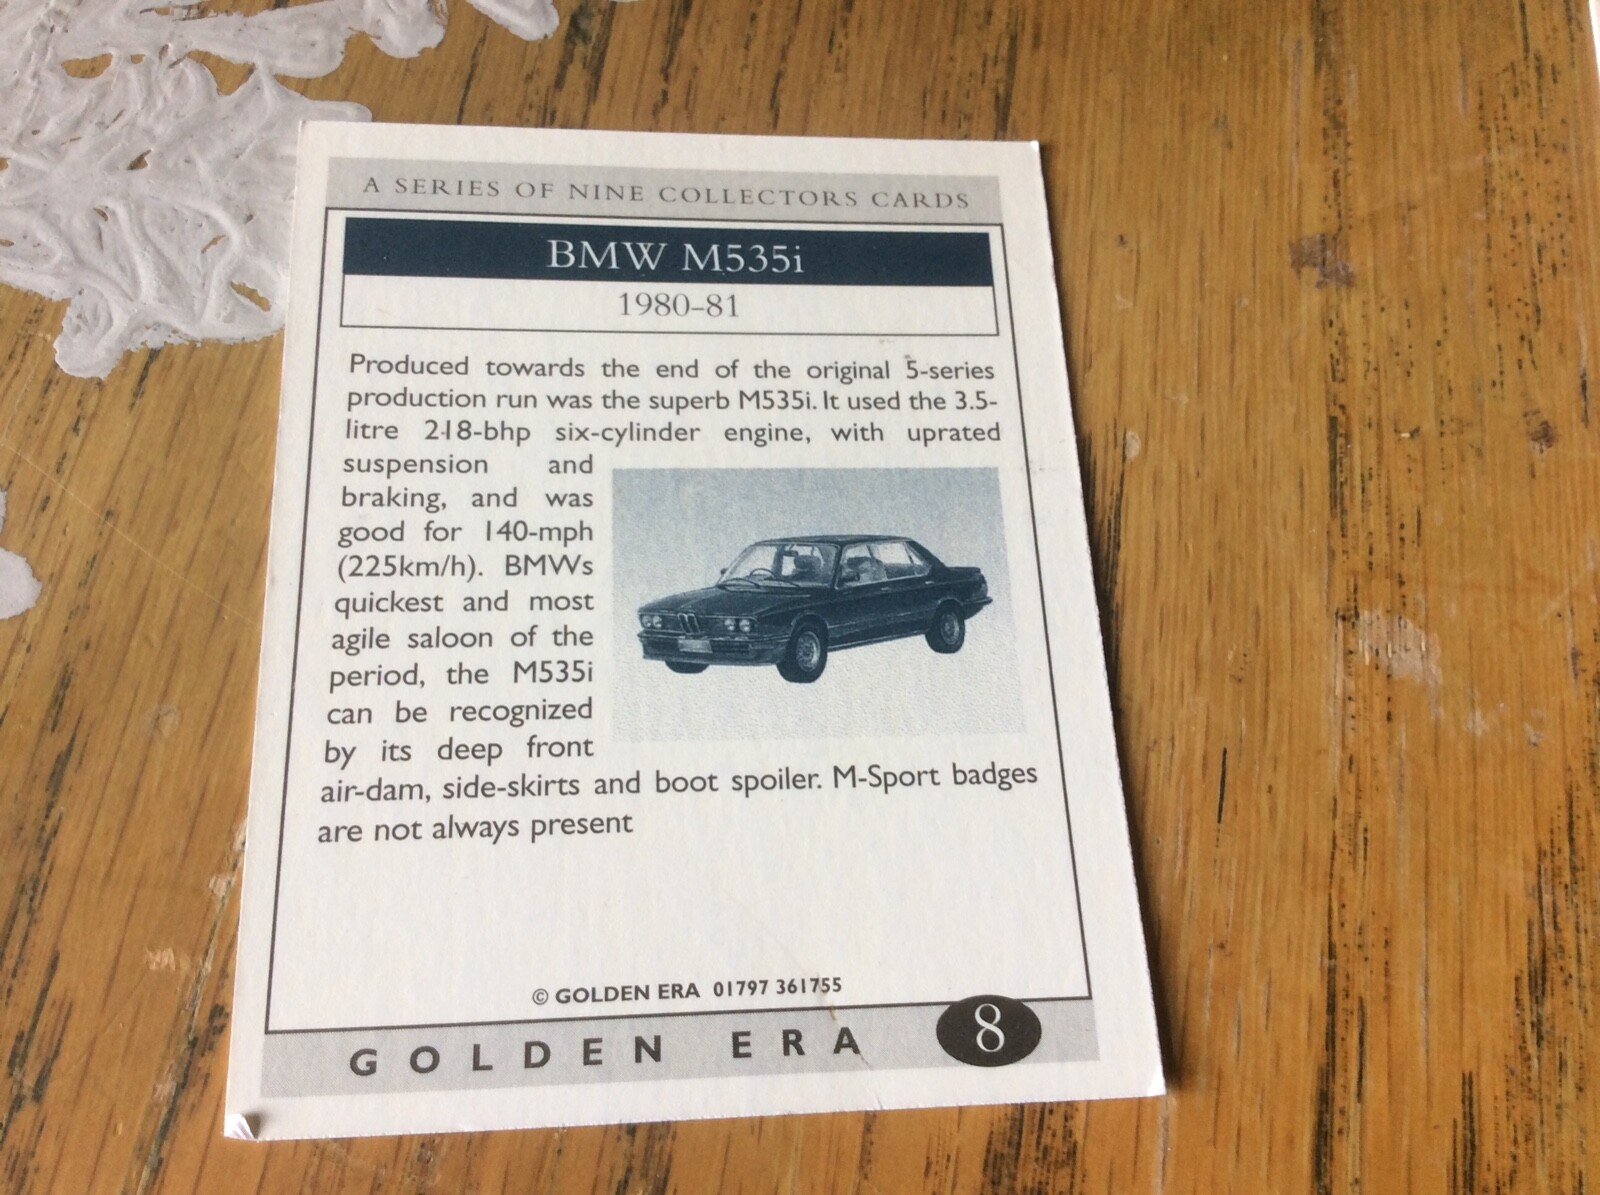 A SERIES OF NINE COLLECTORS CARDS
BMW M535i
1980-81
Produced towards the end of the original 5-series
production run was the superb M535i. It used the 3.5-
litre 218-bhp six-cylinder engine, with uprated
suspension and
braking, and was
good for 140-mph
(225km/h). BMWs
quickest and most
agile saloon of the
period, the M535i
can be recognized
by its deep front
air-dam, side-skirts and boot spoiler. M-Sport badges
are not always present
© GOLDEN ERA 01797 361755
GOLDEN ERA 8